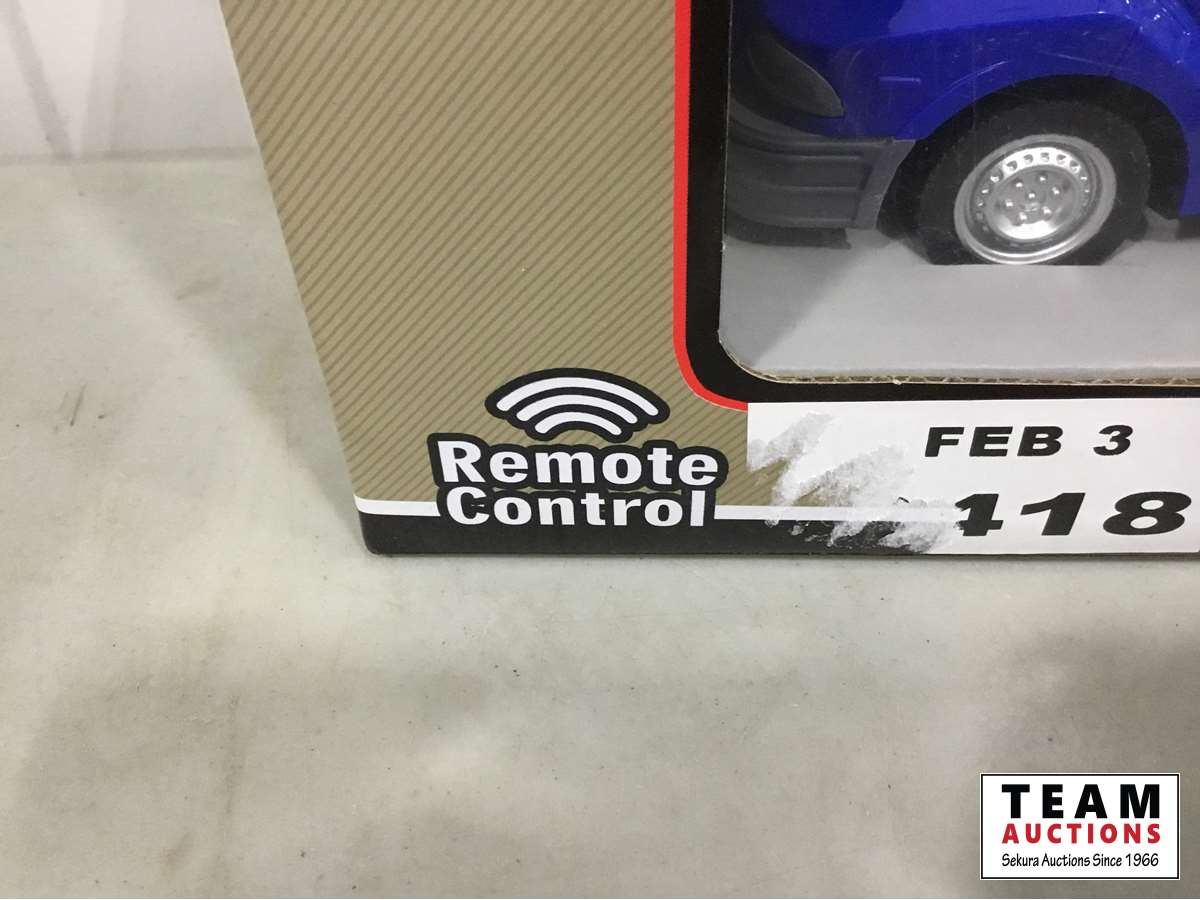 Remote
Control
FEB 3
418
TEAM
AUCTIONS
Sekura Auctions Since 1966